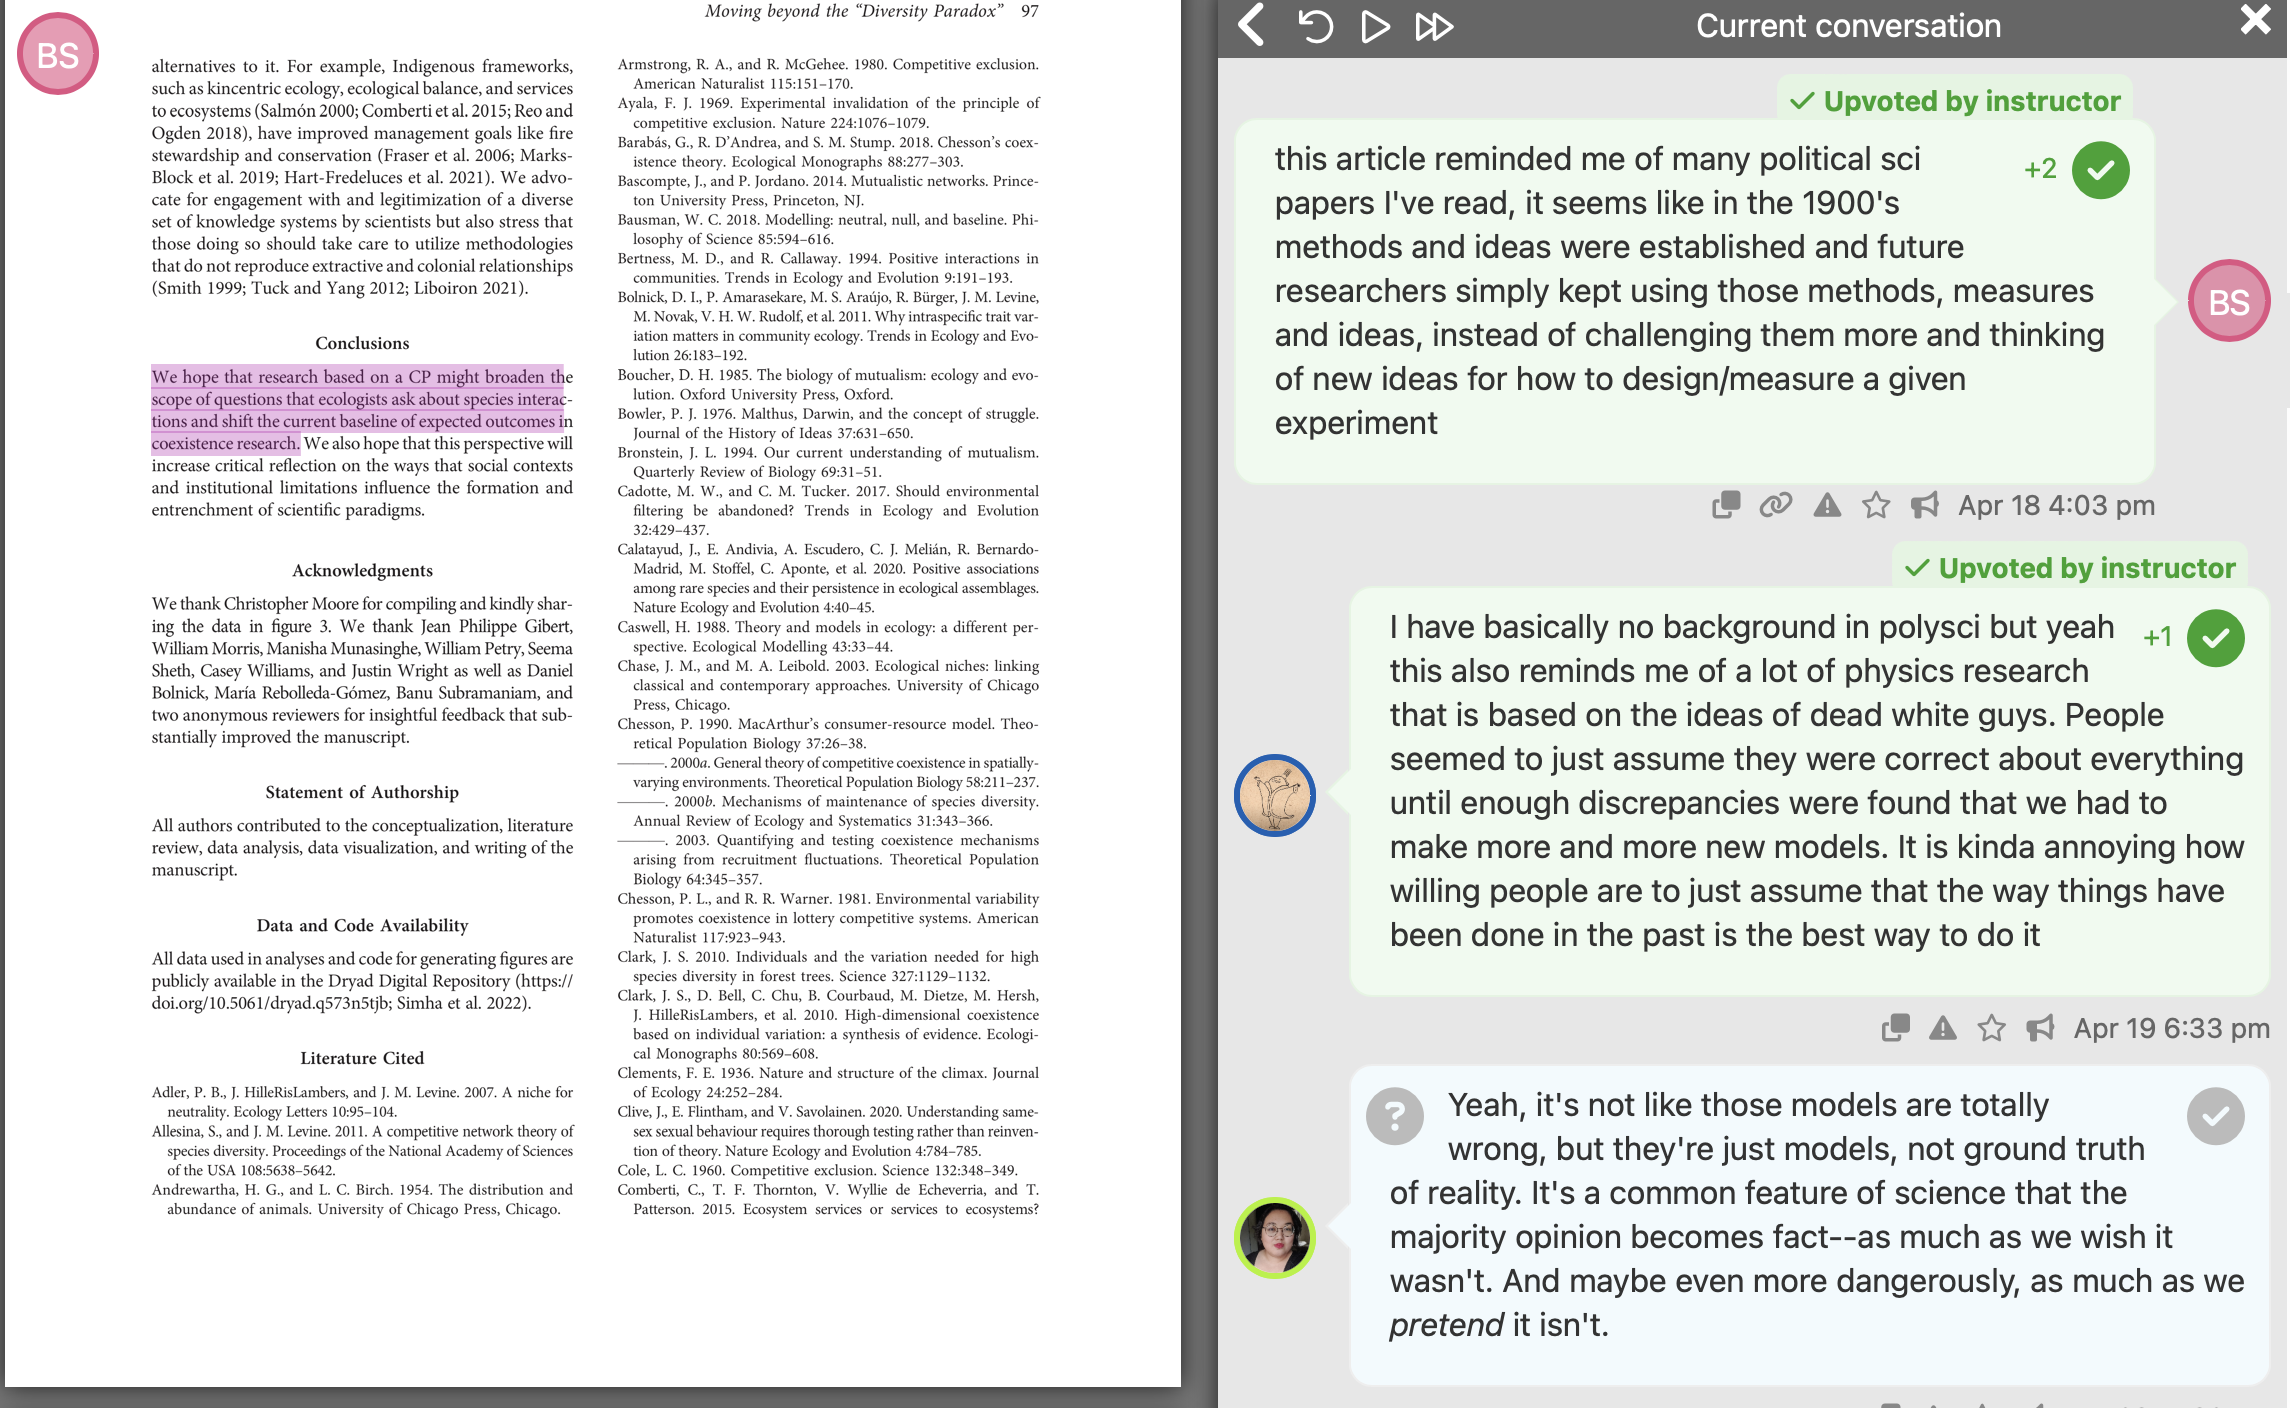 Moving beyond the “Diversity Paradox” 97
BS
alternatives to it. For example, Indigenous frameworks,
such as kincentric ecology, ecological balance, and services
to ecosystems (Salmón 2000; Comberti et al. 2015; Reo and
Ogden 2018), have improved management goals like fire
stewardship and conservation (Fraser et al. 2006; Marks-
Block et al. 2019; Hart-Fredeluces et al. 2021). We advo-
cate for engagement with and legitimization of a diverse
set of knowledge systems by scientists but also stress that
those doing so should take care to utilize methodologies
that do not reproduce extractive and colonial relationships
(Smith 1999; Tuck and Yang 2012; Liboiron 2021).
Conclusions
We hope that research based on a CP might broaden the
scope of questions that ecologists ask about species interac-
tions and shift the current baseline of expected outcomes in
coexistence research. We also hope that this perspective will
increase critical reflection on the ways that social contexts
and institutional limitations influence the formation and
entrenchment of scientific paradigms.
Acknowledgments
We thank Christopher Moore for compiling and kindly shar-
ing the data in figure 3. We thank Jean Philippe Gibert,
William Morris, Manisha Munasinghe, William Petry, Seema
Sheth, Casey Williams, and Justin Wright as well as Daniel
Bolnick, María Rebolleda-Gómez, Banu Subramaniam, and
two anonymous reviewers for insightful feedback that sub-
stantially improved the manuscript.
Statement of Authorship
All authors contributed to the conceptualization, literature
review, data analysis, data visualization, and writing of the
manuscript.
Data and Code Availability
All data used in analyses and code for generating figures are
publicly available in the Dryad Digital Repository (https://
doi.org/10.5061/dryad.q573n5tjb; Simha et al. 2022).
Literature Cited
Adler, P. B., J. HilleRisLambers, and J. M. Levine. 2007. A niche for
neutrality. Ecology Letters 10:95–104.
Allesina, S., and J. M. Levine. 2011. A competitive network theory of
species diversity. Proceedings of the National Academy of Sciences
of the USA 108:5638–5642.
Andrewartha, H. G., and L. C. Birch. 1954. The distribution and
abundance of animals. University of Chicago Press, Chicago.
Armstrong, R. A., and R. McGehee. 1980. Competitive exclusion.
American Naturalist 115:151–170.
Ayala, F. J. 1969. Experimental invalidation of the principle of
competitive exclusion. Nature 224:1076–1079.
Barabás, G., R. D’Andrea, and S. M. Stump. 2018. Chesson’s coex-
istence theory. Ecological Monographs 88:277–303.
Bascompte, J., and P. Jordano. 2014. Mutualistic networks. Prince-
ton University Press, Princeton, NJ.
Bausman, W. C. 2018. Modelling: neutral, null, and baseline. Phi-
losophy of Science 85:594–616.
Bertness, M. D., and R. Callaway. 1994. Positive interactions in
communities. Trends in Ecology and Evolution 9:191–193.
Bolnick, D. I., P. Amarasekare, M. S. Araújo, R. Bürger, J. M. Levine,
M. Novak, V. H. W. Rudolf, et al. 2011. Why intraspecific trait var-
iation matters in community ecology. Trends in Ecology and Evo-
lution 26:183–192.
Boucher, D. H. 1985. The biology of mutualism: ecology and evo-
lution. Oxford University Press, Oxford.
Bowler, P. J. 1976. Malthus, Darwin, and the concept of struggle.
Journal of the History of Ideas 37:631–650.
Bronstein, J. L. 1994. Our current understanding of mutualism.
Quarterly Review of Biology 69:31–51.
Cadotte, M. W., and C. M. Tucker. 2017. Should environmental
filtering be abandoned? Trends in Ecology and Evolution
32:429–437.
Calatayud, J., E. Andivia, A. Escudero, C. J. Melián, R. Bernardo-
Madrid, M. Stoffel, C. Aponte, et al. 2020. Positive associations
among rare species and their persistence in ecological assemblages.
Nature Ecology and Evolution 4:40–45.
Caswell, H. 1988. Theory and models in ecology: a different per-
spective. Ecological Modelling 43:33–44.
Chase, J. M., and M. A. Leibold. 2003. Ecological niches: linking
classical and contemporary approaches. University of Chicago
Press, Chicago.
Chesson, P. 1990. MacArthur’s consumer-resource model. Theo-
retical Population Biology 37:26–38.
———. 2000a. General theory of competitive coexistence in spatially-
varying environments. Theoretical Population Biology 58:211–237.
———. 2000b. Mechanisms of maintenance of species diversity.
Annual Review of Ecology and Systematics 31:343–366.
———. 2003. Quantifying and testing coexistence mechanisms
arising from recruitment fluctuations. Theoretical Population
Biology 64:345–357.
Chesson, P. L., and R. R. Warner. 1981. Environmental variability
promotes coexistence in lottery competitive systems. American
Naturalist 117:923–943.
Clark, J. S. 2010. Individuals and the variation needed for high
species diversity in forest trees. Science 327:1129–1132.
Clark, J. S., D. Bell, C. Chu, B. Courbaud, M. Dietze, M. Hersh,
J. HilleRisLambers, et al. 2010. High-dimensional coexistence
based on individual variation: a synthesis of evidence. Ecologi-
cal Monographs 80:569–608.
Clements, F. E. 1936. Nature and structure of the climax. Journal
of Ecology 24:252–284.
Clive, J., E. Flintham, and V. Savolainen. 2020. Understanding same-
sex sexual behaviour requires thorough testing rather than reinven-
tion of theory. Nature Ecology and Evolution 4:784–785.
Cole, L. C. 1960. Competitive exclusion. Science 132:348–349.
Comberti, C., T. F. Thornton, V. Wyllie de Echeverria, and T.
Patterson. 2015. Ecosystem services or services to ecosystems?
Current conversation
Upvoted by instructor
this article reminded me of many political sci
papers I've read, it seems like in the 1900's
methods and ideas were established and future
researchers simply kept using those methods, measures
and ideas, instead of challenging them more and thinking
of new ideas for how to design/measure a given
experiment
+2
BS
Apr 18 4:03 pm
Upvoted by instructor
I have basically no background in polysci but yeah
this also reminds me of a lot of physics research
that is based on the ideas of dead white guys. People
seemed to just assume they were correct about everything
until enough discrepancies were found that we had to
make more and more new models. It is kinda annoying how
willing people are to just assume that the way things have
been done in the past is the best way to do it
+1
Apr 19 6:33 pm
?
Yeah, it's not like those models are totally
wrong, but they're just models, not ground truth
of reality. It's a common feature of science that the
majority opinion becomes fact--as much as we wish it
wasn't. And maybe even more dangerously, as much as we
pretend it isn't.